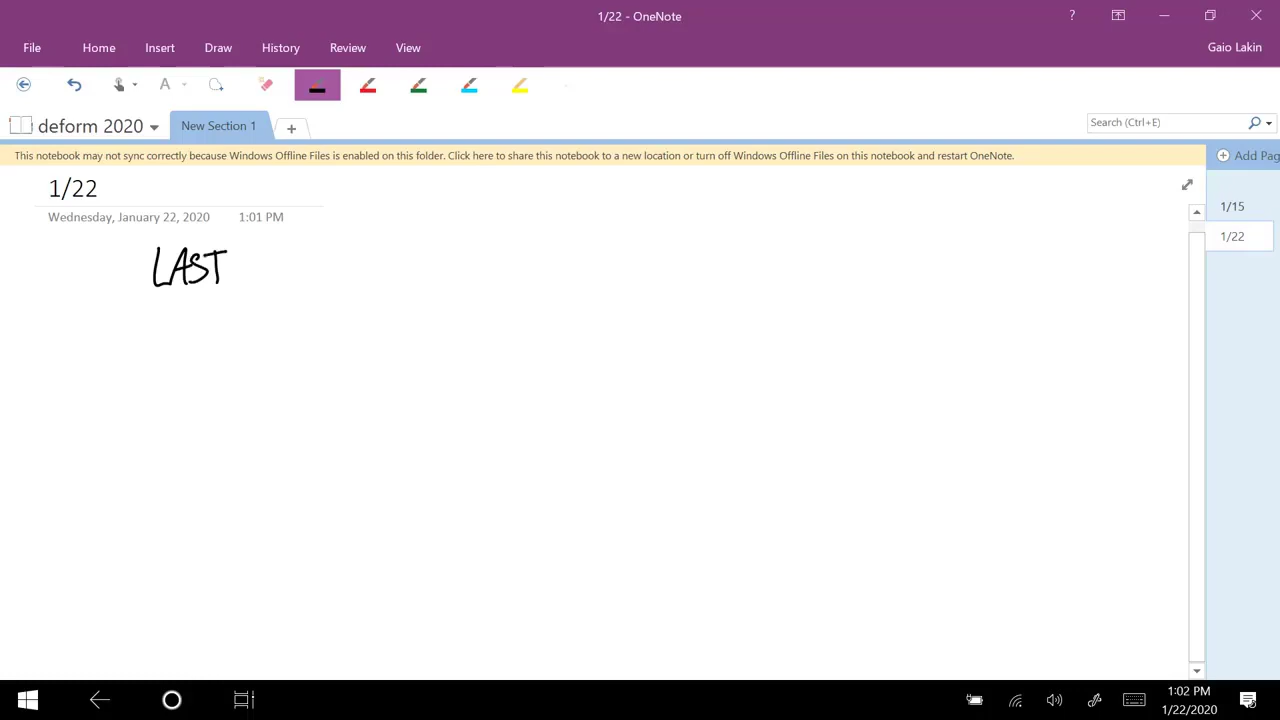 1/22 - OneNote
?
File Home Insert Draw History Review View
Gaio Lakin
A
deform 2020
New Section 1
+
Search (Ctrl+E)
This notebook may not sync correctly because Windows Offline Files is enabled on this folder. Click here to share this notebook to a new location or turn off Windows Offline Files on this notebook and restart OneNote.
Add Pag
1/22
Wednesday, January 22, 2020 1:01 PM
1/15
1/22
LAST
1:02 PM
1/22/2020